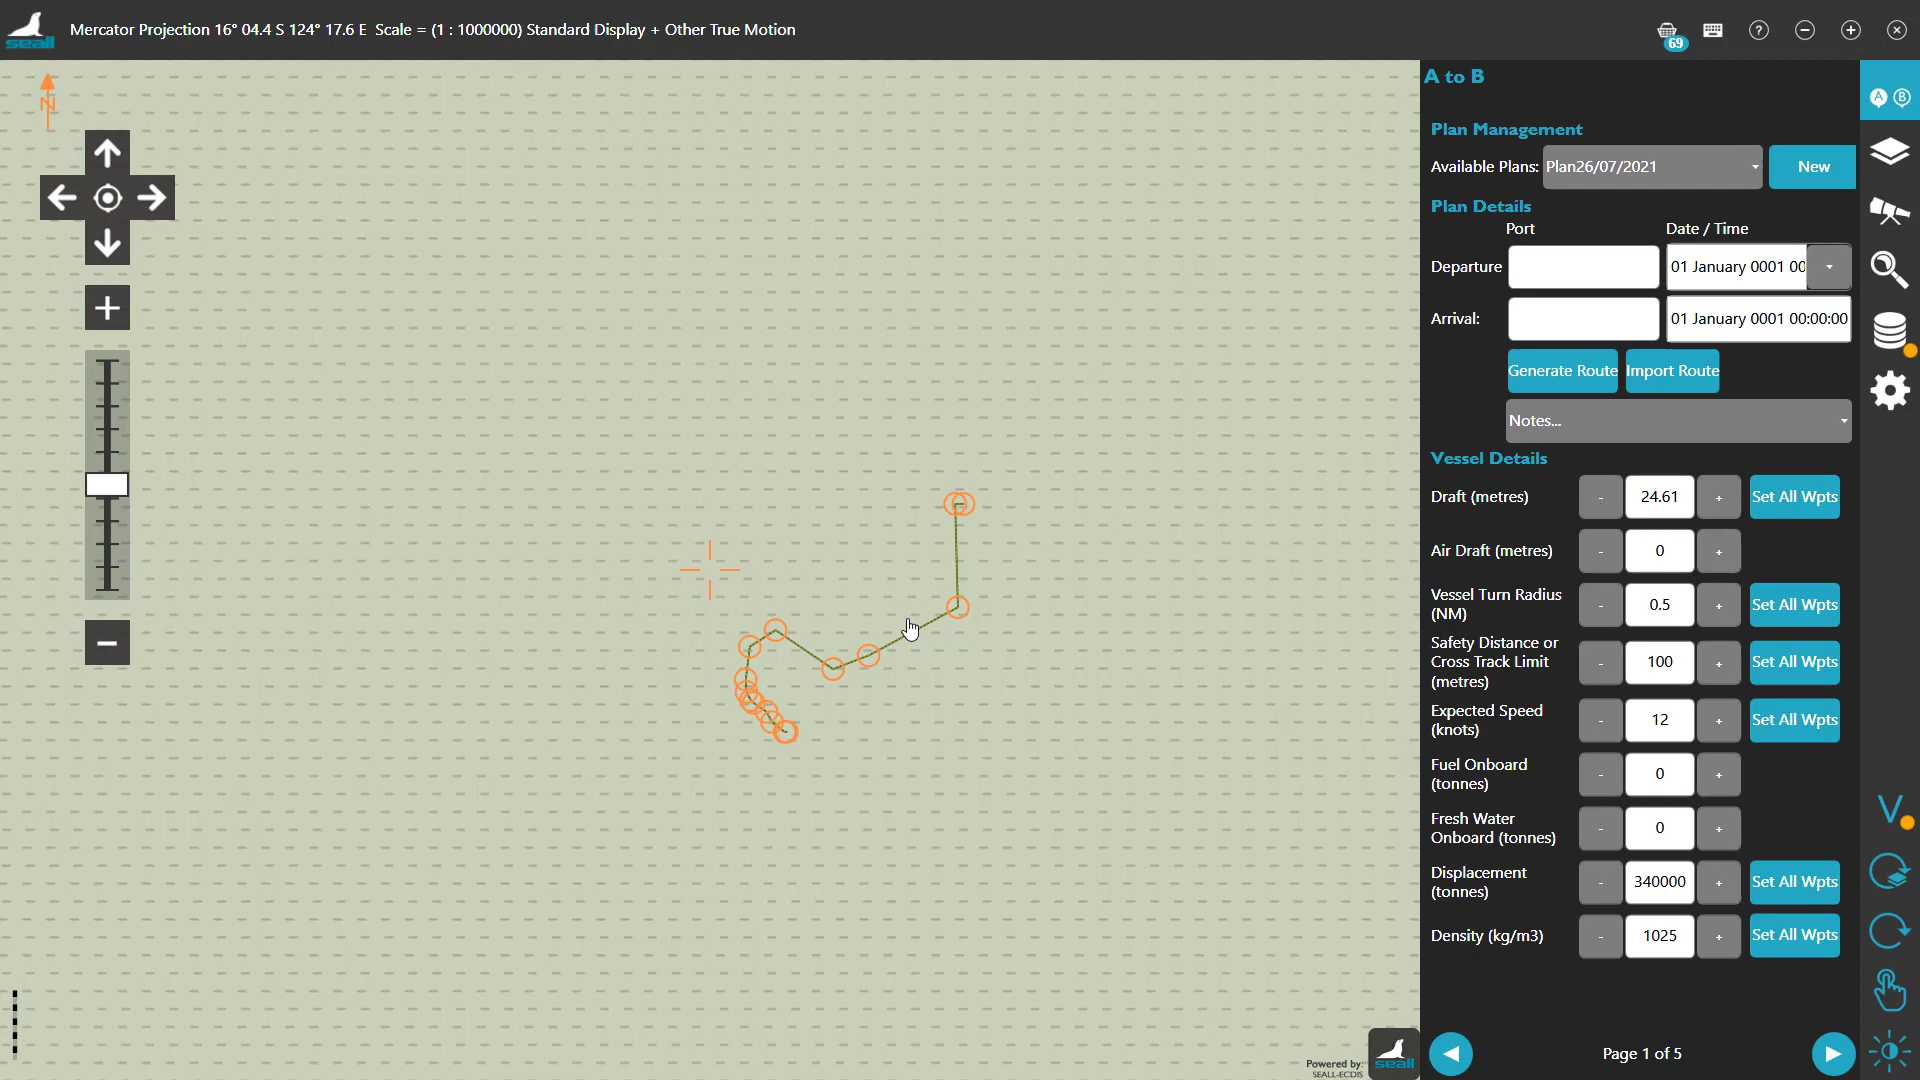 seall
Mercator Projection 16° 04.4 S 124° 17.6 E Scale = (1 : 1000000) Standard Display + Other True Motion
69
?
N
A to B
A B
Plan Management
Available Plans: Plan26/07/2021 New
Plan Details
Port Date / Time
Departure 01 January 0001 00
Arrival: 01 January 0001 00:00:00
Generate Route Import Route
Notes...
Vessel Details
Draft (metres) - 24.61 + Set All Wpts
Air Draft (metres) - 0 +
Vessel Turn Radius
(NM) - 0.5 + Set All Wpts
Safety Distance or
Cross Track Limit
(metres) - 100 + Set All Wpts
Expected Speed
(knots) - 12 + Set All Wpts
Fuel Onboard
(tonnes) - 0 +
Fresh Water
Onboard (tonnes) - 0 +
Displacement
(tonnes) - 340000 + Set All Wpts
Density (kg/m3) - 1025 + Set All Wpts
V
Page 1 of 5
Powered by:
SEALL-ECDIS
seall